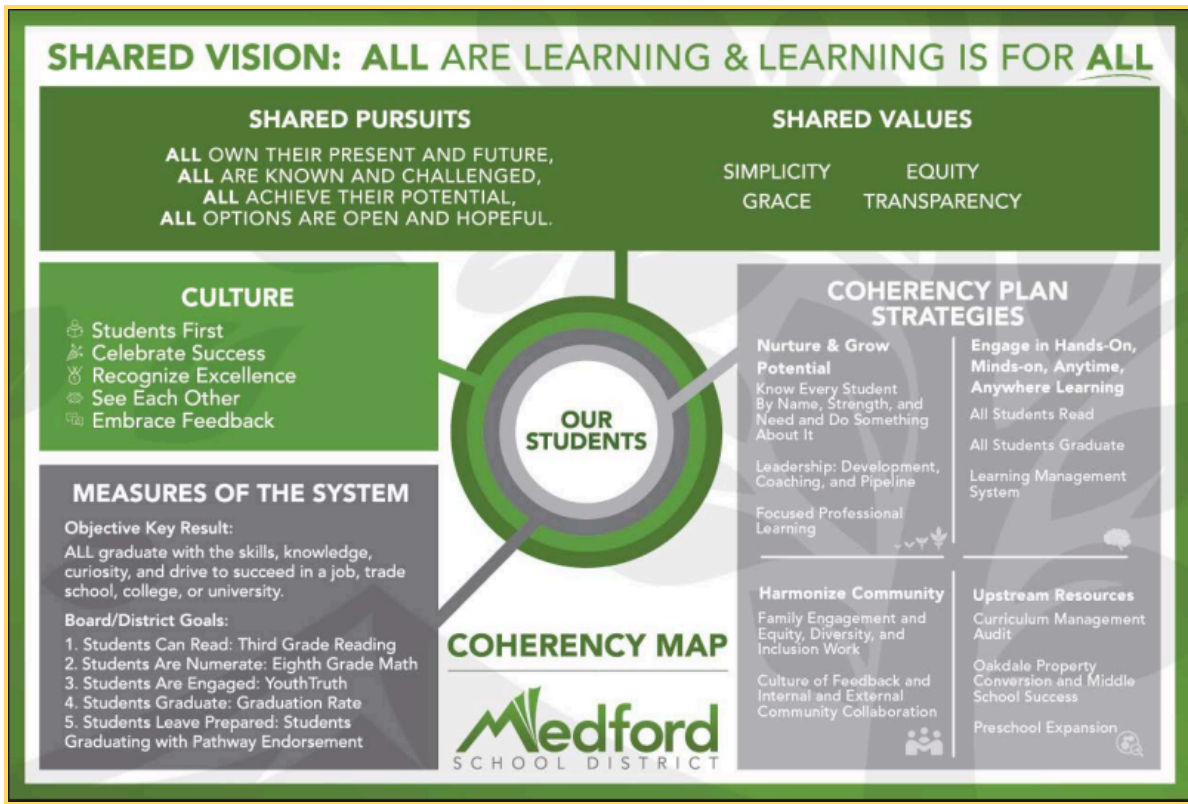 SHARED VISION: ALL ARE LEARNING & LEARNING IS FOR ALL
SHARED PURSUITS
ALL OWN THEIR PRESENT AND FUTURE,
ALL ARE KNOWN AND CHALLENGED,
ALL ACHIEVE THEIR POTENTIAL,
ALL OPTIONS ARE OPEN AND HOPEFUL.
SHARED VALUES
SIMPLICITY EQUITY
GRACE TRANSPARENCY
CULTURE
Students First
Celebrate Success
Recognize Excellence
See Each Other
Embrace Feedback
OUR
STUDENTS
MEASURES OF THE SYSTEM
Objective Key Result:
ALL graduate with the skills, knowledge,
curiosity, and drive to succeed in a job, trade
school, college, or university.
Board/District Goals:
1. Students Can Read: Third Grade Reading
2. Students Are Numerate: Eighth Grade Math
3. Students Are Engaged: YouthTruth
4. Students Graduate: Graduation Rate
5. Students Leave Prepared: Students
Graduating with Pathway Endorsement
COHERENCY MAP
Medford
SCHOOL DISTRICT
COHERENCY PLAN
STRATEGIES
Nurture & Grow
Potential
Know Every Student
By Name, Strength, and
Need and Do Something
About It
Leadership: Development,
Coaching, and Pipeline
Focused Professional
Learning
Engage in Hands-On,
Minds-on, Anytime,
Anywhere Learning
All Students Read
All Students Graduate
Learning Management
System
Harmonize Community
Family Engagement and
Equity, Diversity, and
Inclusion Work
Culture of Feedback and
Internal and External
Community Collaboration
Upstream Resources
Curriculum Management
Audit
Oakdale Property
Conversion and Middle
School Success
Preschool Expansion